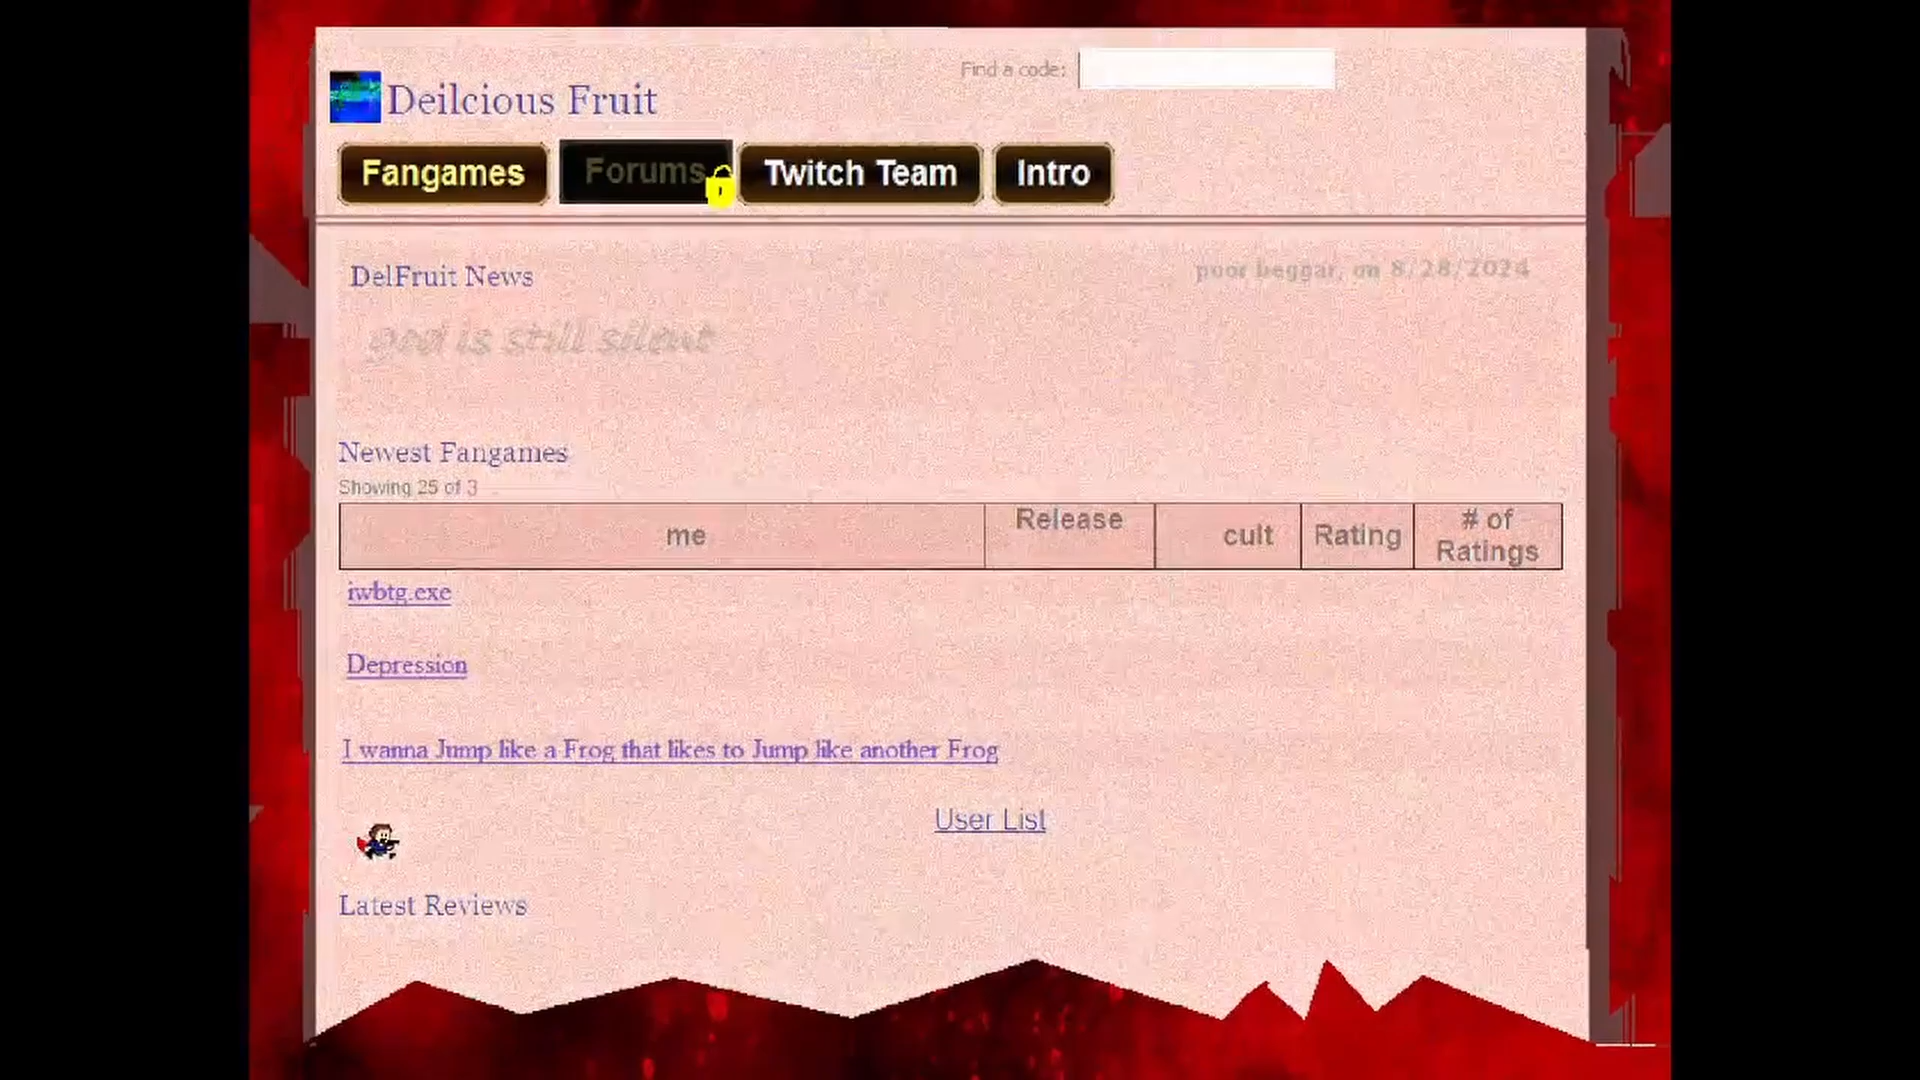 Find a code:
Deilcious Fruit
Fangames Forums Twitch Team Intro
DelFruit News
poor beggar, on 8/28/2024
god is still silent
Newest Fangames
Showing 25 of 3
me Release cult Rating # of Ratings
iwbtg.exe
Depression
I wanna Jump like a Frog that likes to Jump like another Frog
User List
Latest Reviews